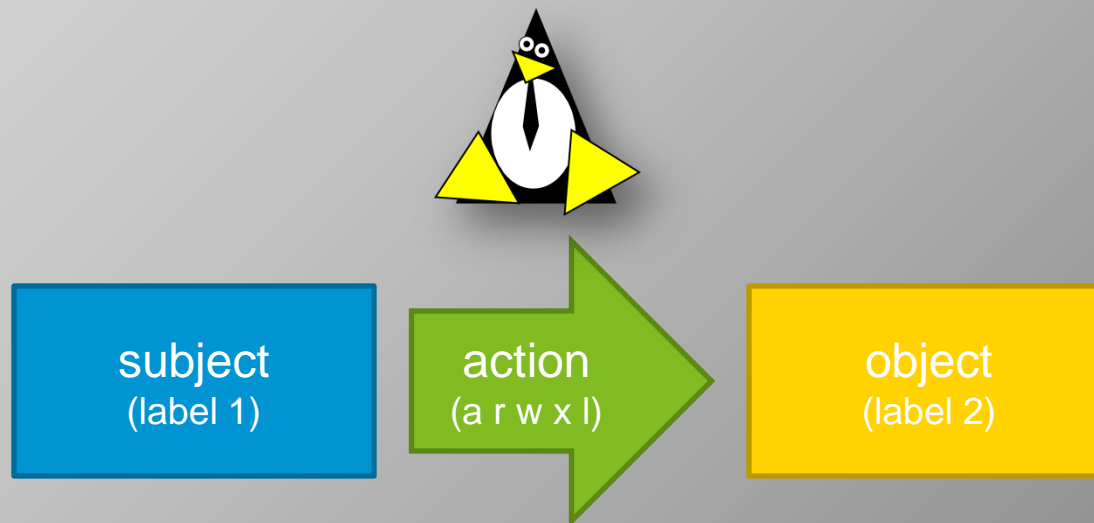 subject
(label 1)
action
(a r w x l)
object
(label 2)